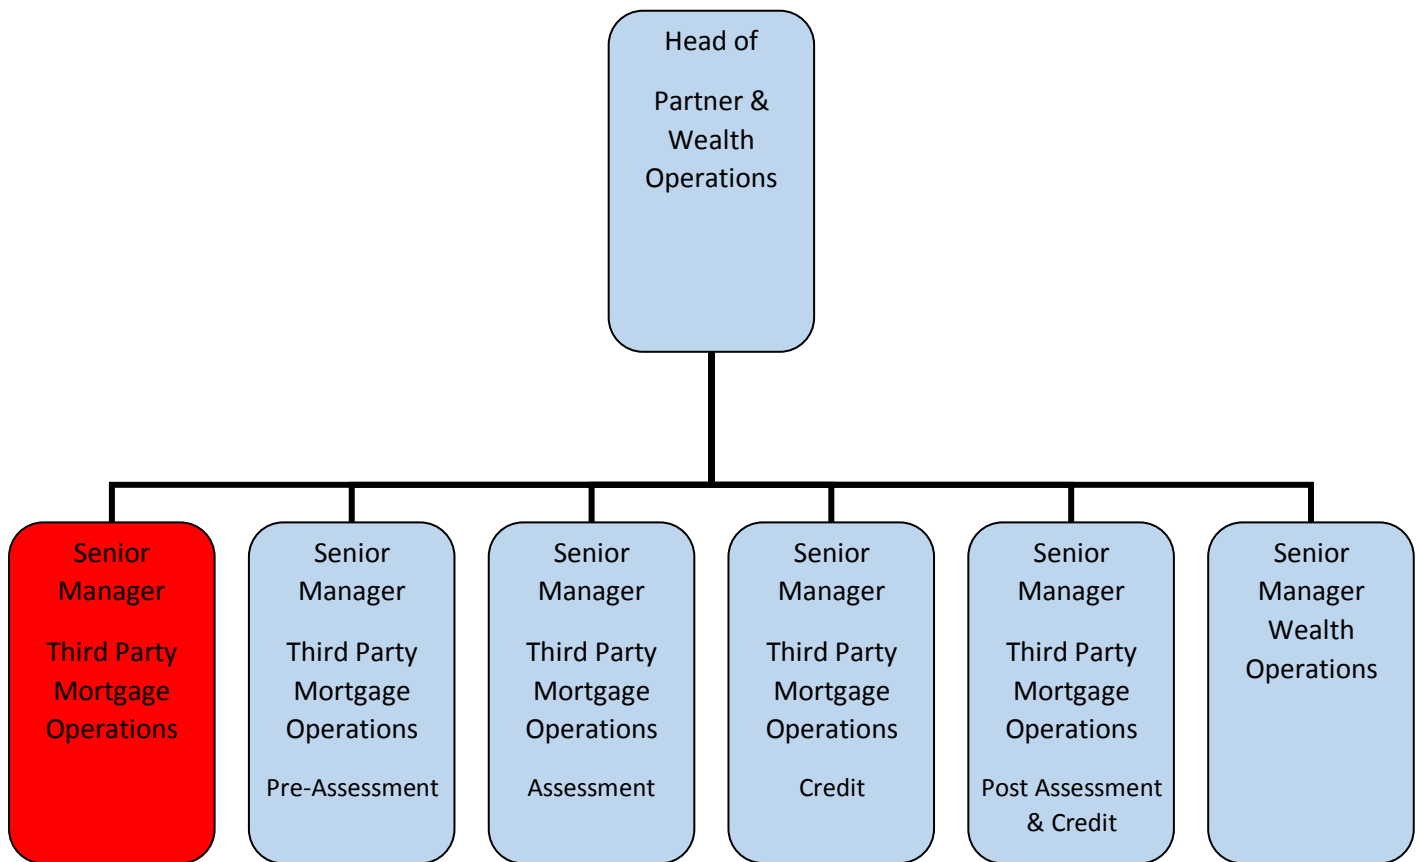 Head of
Partner &
Wealth
Operations
Senior
Manager
Third Party
Mortgage
Operations
Senior
Manager
Third Party
Mortgage
Operations
Pre-Assessment
Senior
Manager
Third Party
Mortgage
Operations
Assessment
Senior
Manager
Third Party
Mortgage
Operations
Credit
Senior
Manager
Third Party
Mortgage
Operations
Post Assessment
& Credit
Senior
Manager
Wealth
Operations